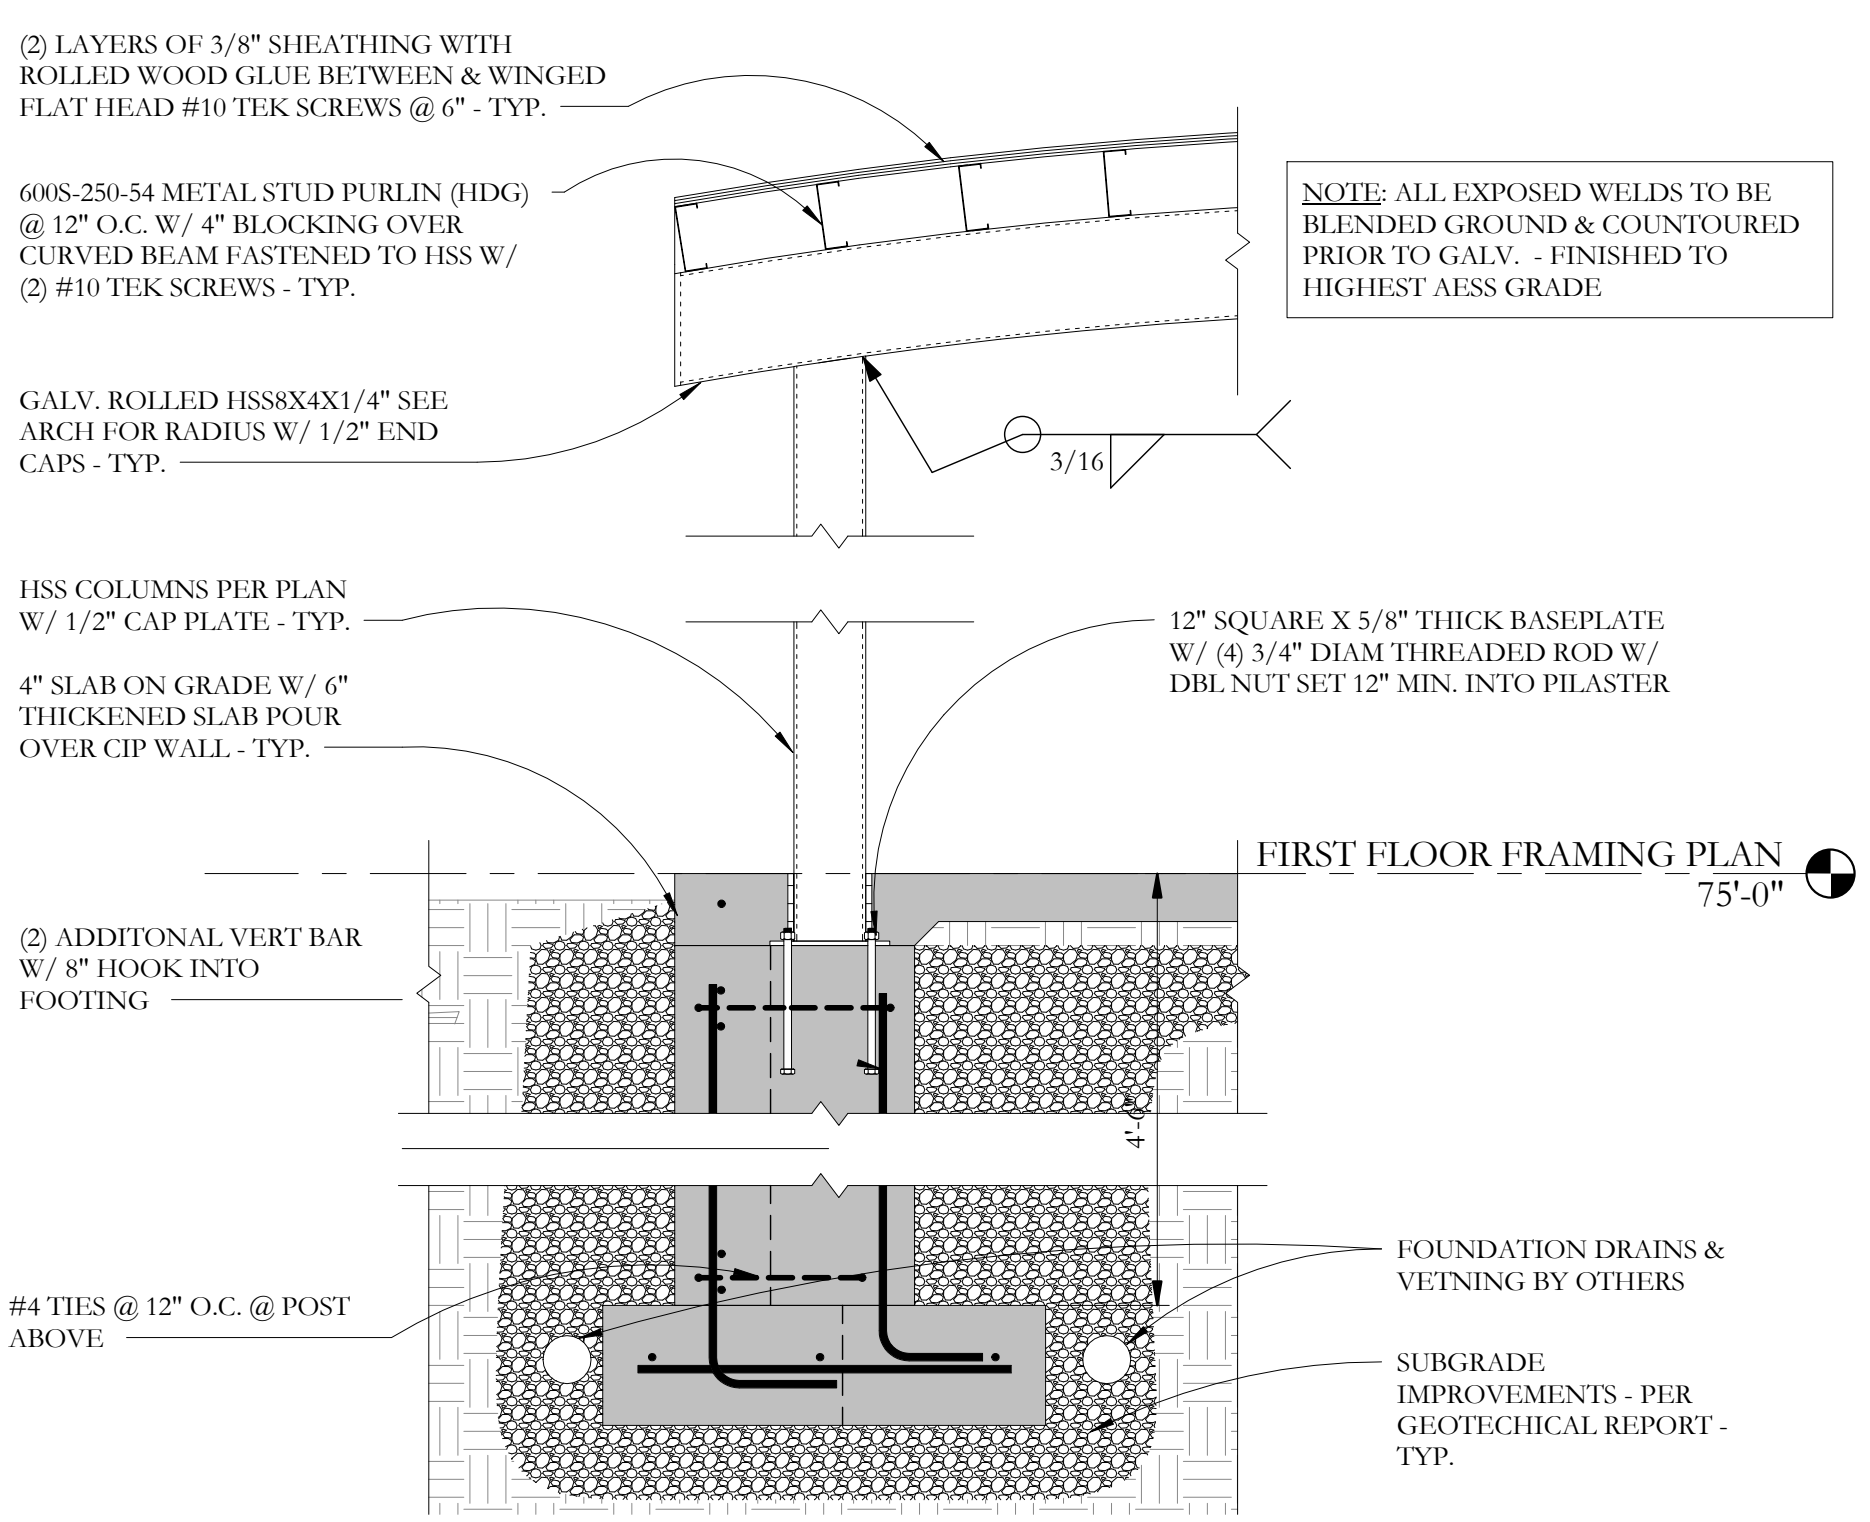 (2) LAYERS OF 3/8" SHEATHING WITH
ROLLED WOOD GLUE BETWEEN & WINGED
FLAT HEAD #10 TEK SCREWS @ 6" - TYP.
600S-250-54 METAL STUD PURLIN (HDG)
@ 12" O.C. W/ 4" BLOCKING OVER
CURVED BEAM FASTENED TO HSS W/
(2) #10 TEK SCREWS - TYP.
NOTE: ALL EXPOSED WELDS TO BE
BLENDED GROUND & COUNTOURED
PRIOR TO GALV.  - FINISHED TO
HIGHEST AESS GRADE
GALV. ROLLED HSS8X4X1/4" SEE
ARCH FOR RADIUS W/ 1/2" END
CAPS - TYP.
3/16
HSS COLUMNS PER PLAN
W/ 1/2" CAP PLATE - TYP.
12" SQUARE X 5/8" THICK BASEPLATE
W/ (4) 3/4" DIAM THREADED ROD W/
DBL NUT SET 12" MIN. INTO PILASTER
4" SLAB ON GRADE W/ 6"
THICKENED SLAB POUR
OVER CIP WALL - TYP.
FIRST FLOOR FRAMING PLAN
75'-0"
(2) ADDITONAL VERT BAR
W/ 8" HOOK INTO
FOOTING
4'-6"
#4 TIES @ 12" O.C. @ POST
ABOVE
FOUNDATION DRAINS &
VETNING BY OTHERS
SUBGRADE
IMPROVEMENTS - PER
GEOTECHICAL REPORT -
TYP.